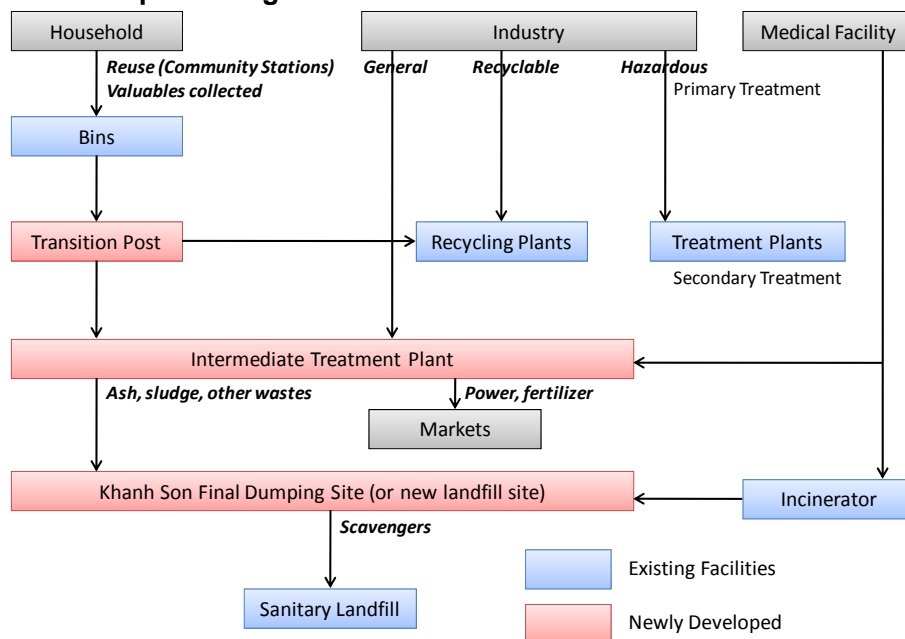 Household
Industry
Medical Facility
Reuse (Community Stations)
Valuables collected
General
Recyclable
Hazardous
Primary Treatment
Bins
Transition Post
Recycling Plants
Treatment Plants
Secondary Treatment
Intermediate Treatment Plant
Ash, sludge, other wastes
Power, fertilizer
Markets
Khanh Son Final Dumping Site (or new landfill site)
Incinerator
Scavengers
Existing Facilities
Sanitary Landfill
Newly Developed